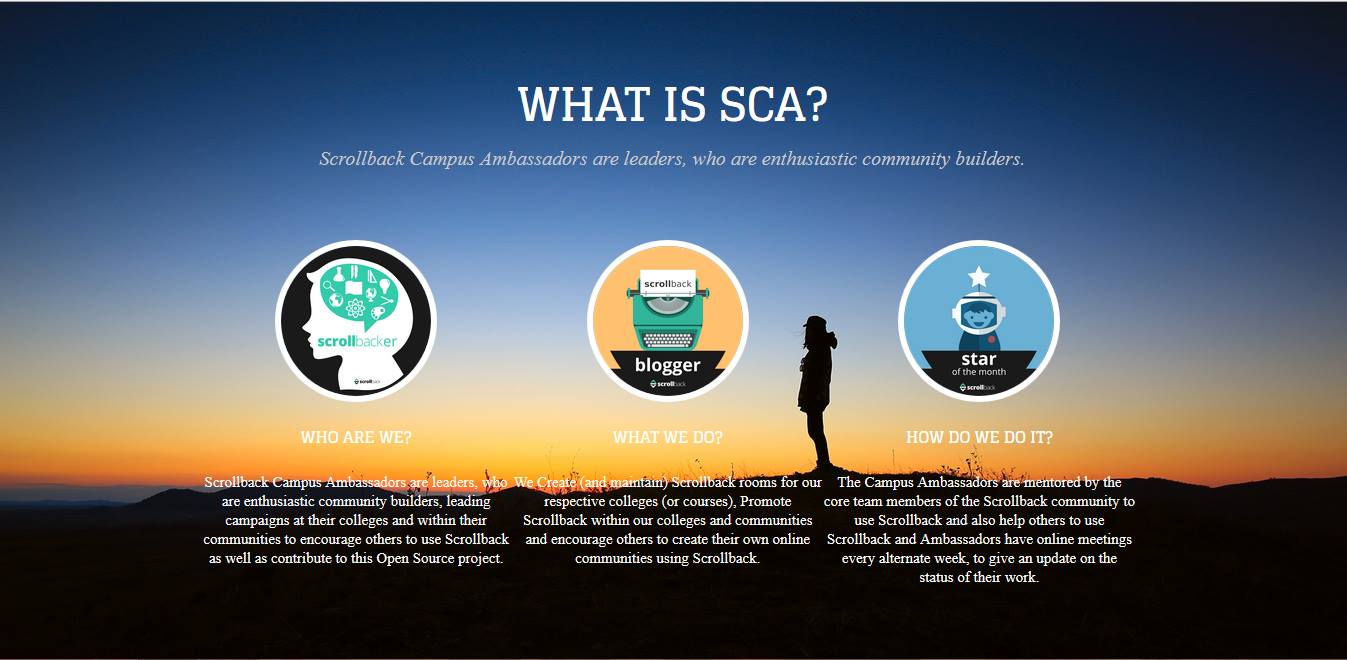 WHAT IS SCA?
Scrollback Campus Ambassadors are leaders, who are enthusiastic community builders.
scrollbacker
scrollback
WHO ARE WE?
Scrollback Campus Ambassadors are leaders, who
are enthusiastic community builders, leading
campaigns at their colleges and within their
communities to encourage others to use Scrollback
as well as contribute to this Open Source project.
scrollback
blogger
scrollback
WHAT WE DO?
We Create (and maintain) Scrollback rooms for our
respective colleges (or courses), Promote
Scrollback within our colleges and communities
and encourage others to create their own online
communities using Scrollback.
star
of the month
scrollback
HOW DO WE DO IT?
The Campus Ambassadors are mentored by the
core team members of the Scrollback community to
use Scrollback and also help others to use
Scrollback and Ambassadors have online meetings
every alternate week, to give an update on the
status of their work.